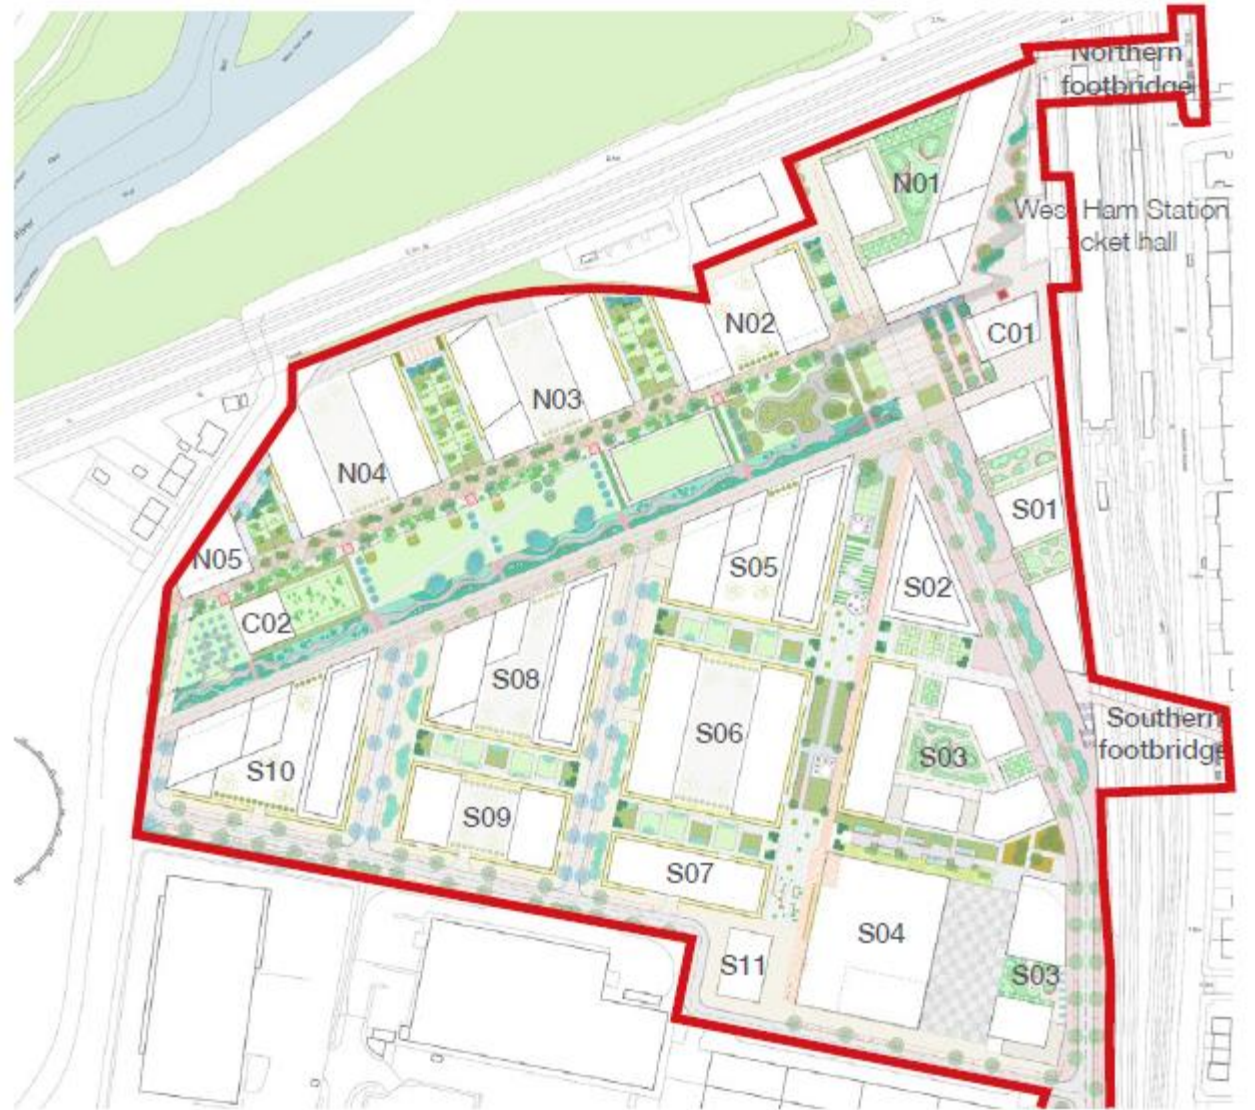 Northern
footbridge
N01
West Ham Station
cket hall
N02
C01
N03
N04
S01
N05
S05
S02
C02
S08
S06
Southern
footbridge
S03
S10
S09
S07
S04
S11
S03